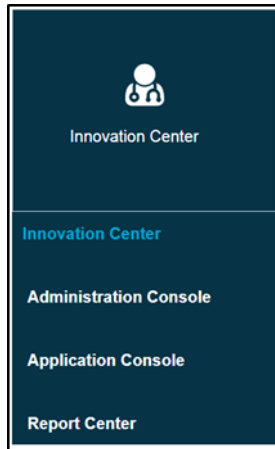 Innovation Center
Innovation Center
Administration Console
Application Console
Report Center